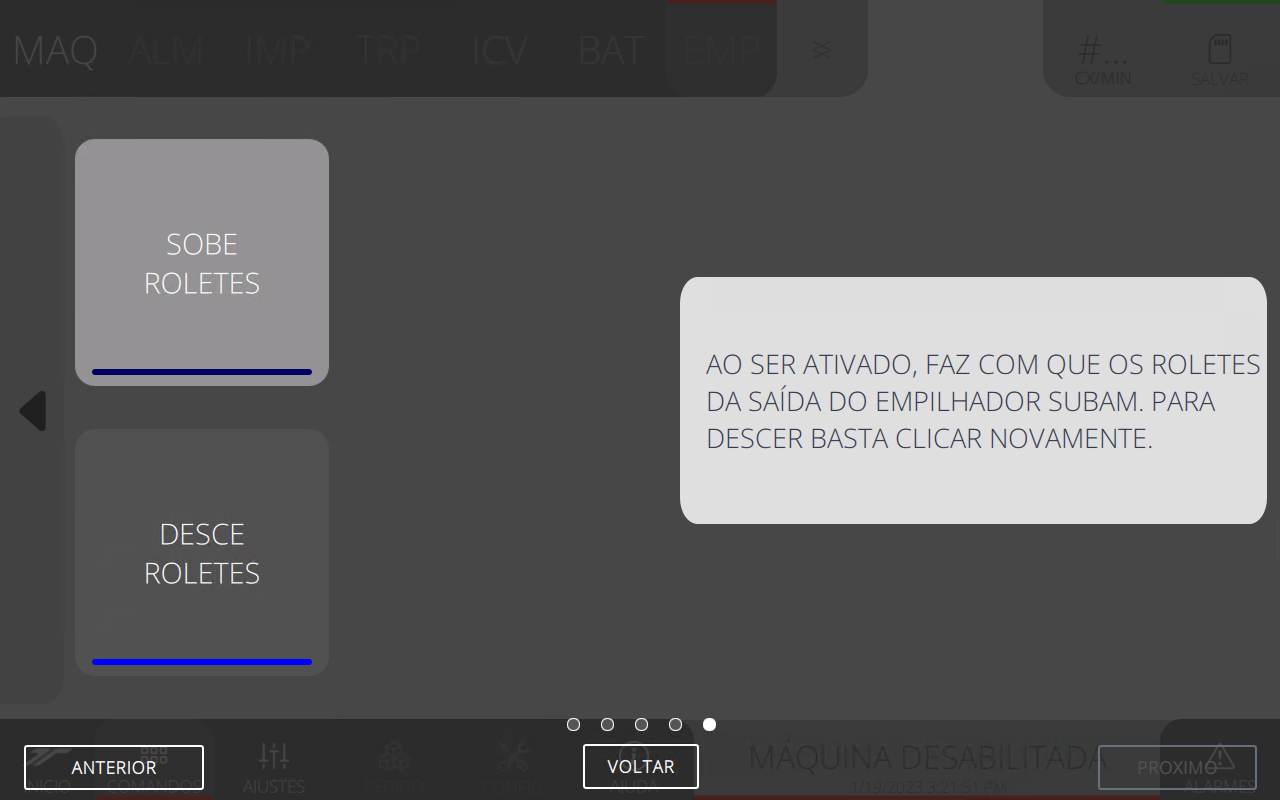 MAQ ALM IMP TRP ICV BAT EMP
#...
CX/MIN
SALVAR
SOBE
ROLETES
AO SER ATIVADO, FAZ COM QUE OS ROLETES
DA SAÍDA DO EMPILHADOR SUBAM. PARA
DESCER BASTA CLICAR NOVAMENTE.
DESCE
ROLETES
ANTERIOR
VOLTAR
PROXIMO
MÁQUINA DESABILITADA
1/19/2023 3:21:51 PM
INICIO
COMANDOS
AJUSTES
PEDIDO
CONFIG
AJUDA
ALARMES